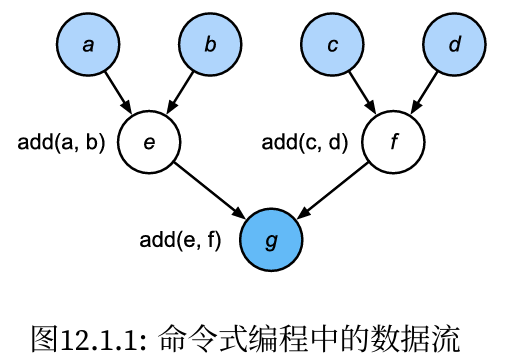 a b c d
add(a, b) e add(c, d) f
add(e, f) g
图12.1.1: 命令式编程中的数据流